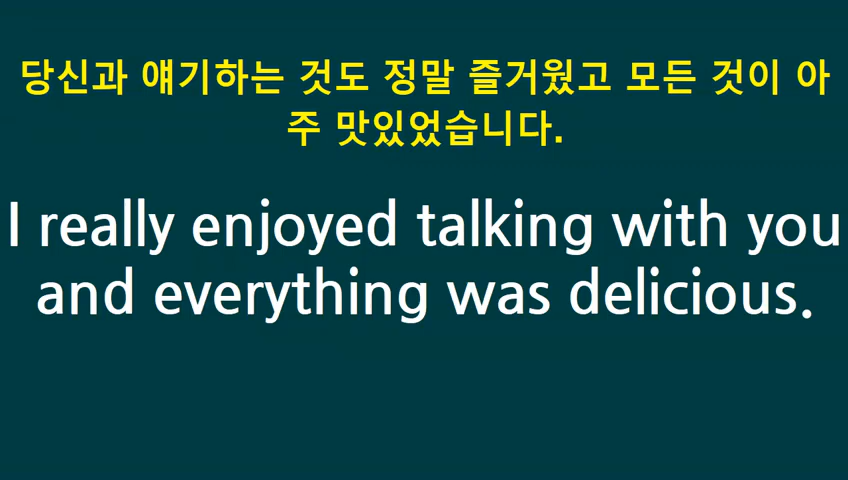 당신과 얘기하는 것도 정말 즐거웠고 모든 것이 아
주 맛있었습니다.
I really enjoyed talking with you
and everything was delicious.